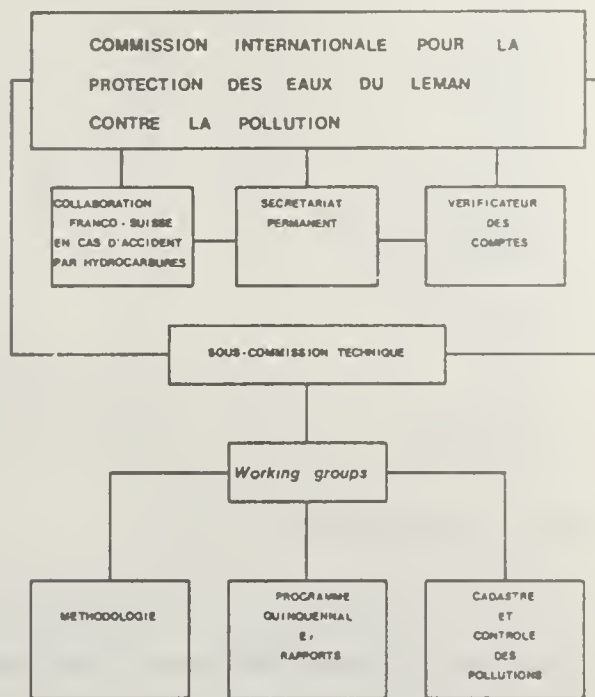 COMMISSION INTERNATIONALE POUR LA
PROTECTION DES EAUX DU LEMAN
CONTRE LA POLLUTION
COLLABORATION
FRANCO-SUISSE
EN CAS D'ACCIDENT
PAR HYDROCARBURES
SECRETARIAT
PERMANENT
VERIFICATEUR
DES
COMPTES
SOUS-COMMISSION TECHNIQUE
Working groups
METHODOLOGIE
PROGRAMME
QUINQUENNAL
ET
RAPPORTS
CADASTRE
ET
CONTROLE
DES
POLLUTIONS